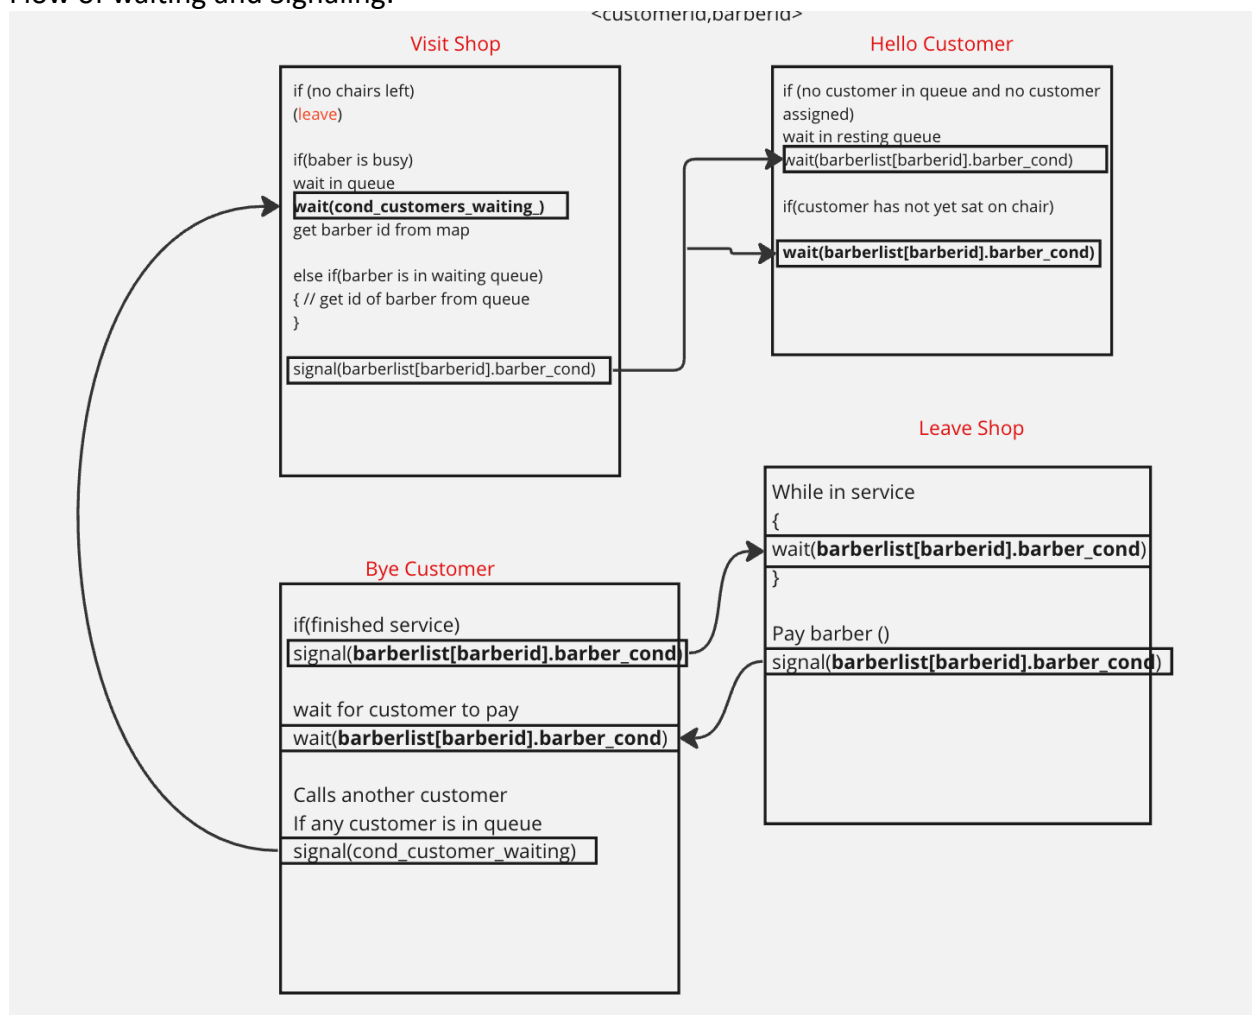 Flow of waiting and signaling:
<customerid,barberid>
Visit Shop
if (no chairs left)
(leave)
if(baber is busy)
wait in queue
wait(cond_customers_waiting_)
get barber id from map
else if(barber is in waiting queue)
{ // get id of barber from queue
}
signal(barberlist[barberid].barber_cond)
Hello Customer
if (no customer in queue and no customer
assigned)
wait in resting queue
wait(barberlist[barberid].barber_cond)
if(customer has not yet sat on chair)
wait(barberlist[barberid].barber_cond)
Bye Customer
if(finished service)
signal(barberlist[barberid].barber_cond)
wait for customer to pay
wait(barberlist[barberid].barber_cond)
Calls another customer
If any customer is in queue
signal(cond_customer_waiting)
Leave Shop
While in service
{
wait(barberlist[barberid].barber_cond)
}
Pay barber ()
signal(barberlist[barberid].barber_cond)